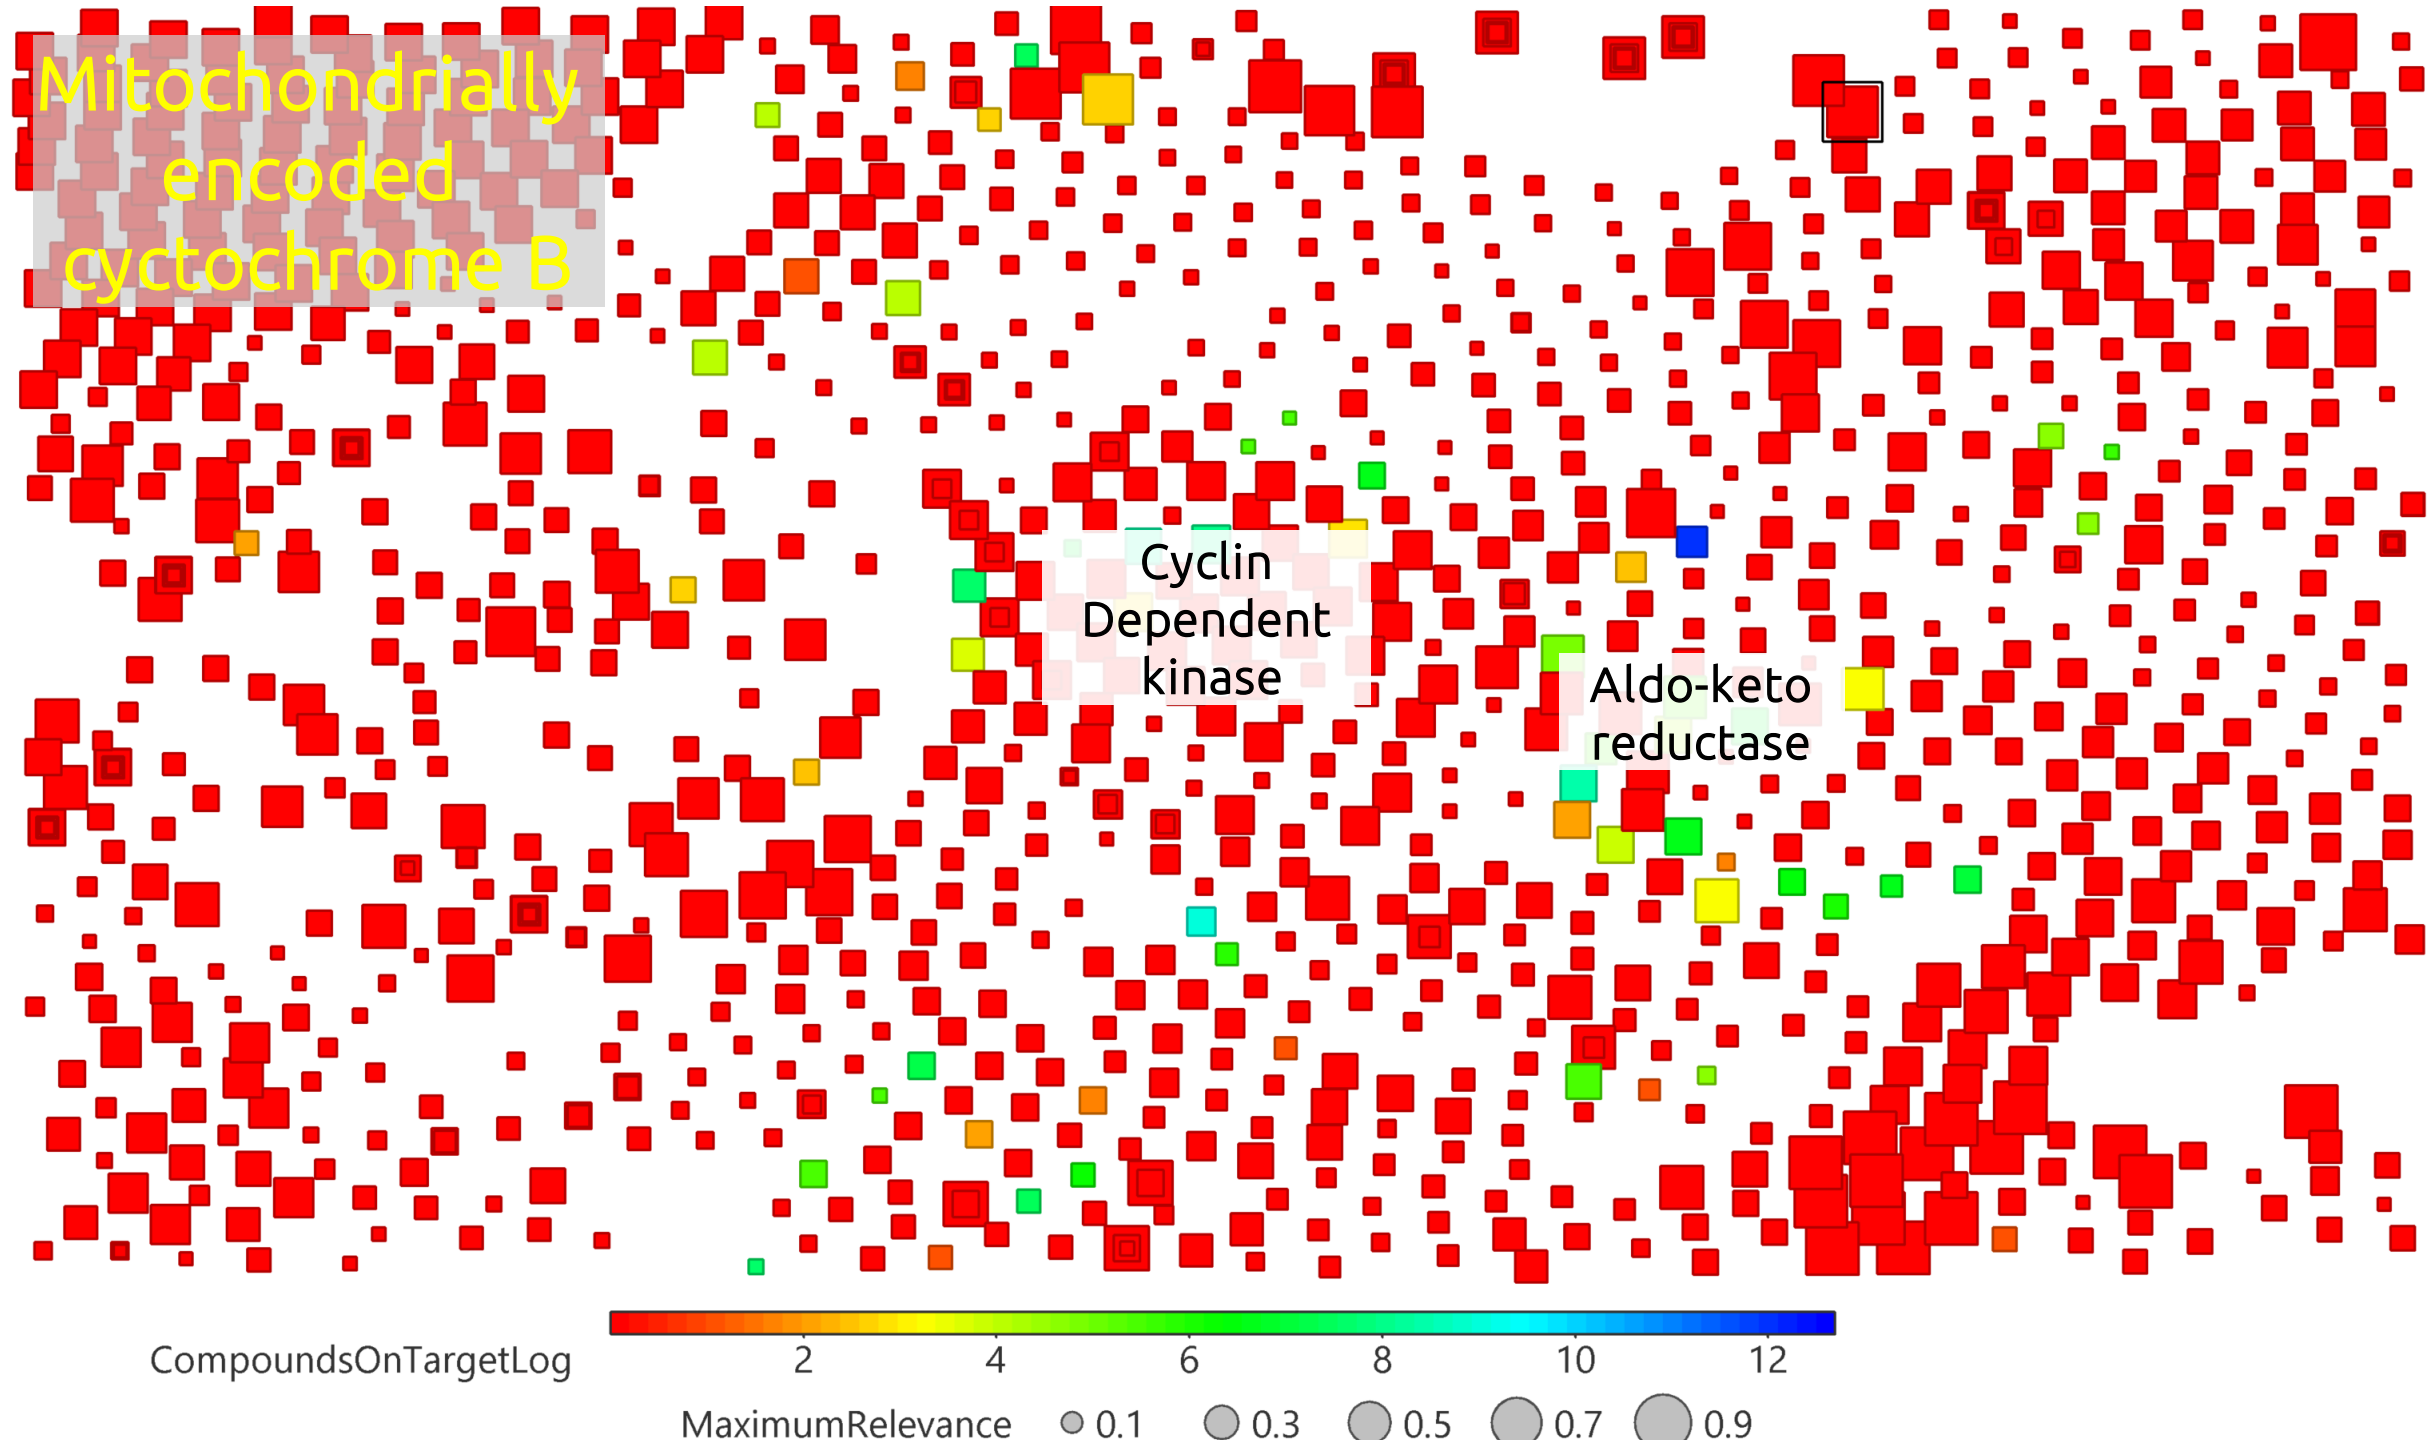 Mitochondrially
encoded
cyctochrome B
Cyclin
Dependent
kinase
Aldo-keto
reductase
CompoundsOnTargetLog
2 4 6 8 10 12
MaximumRelevance 0.1 0.3 0.5 0.7 0.9